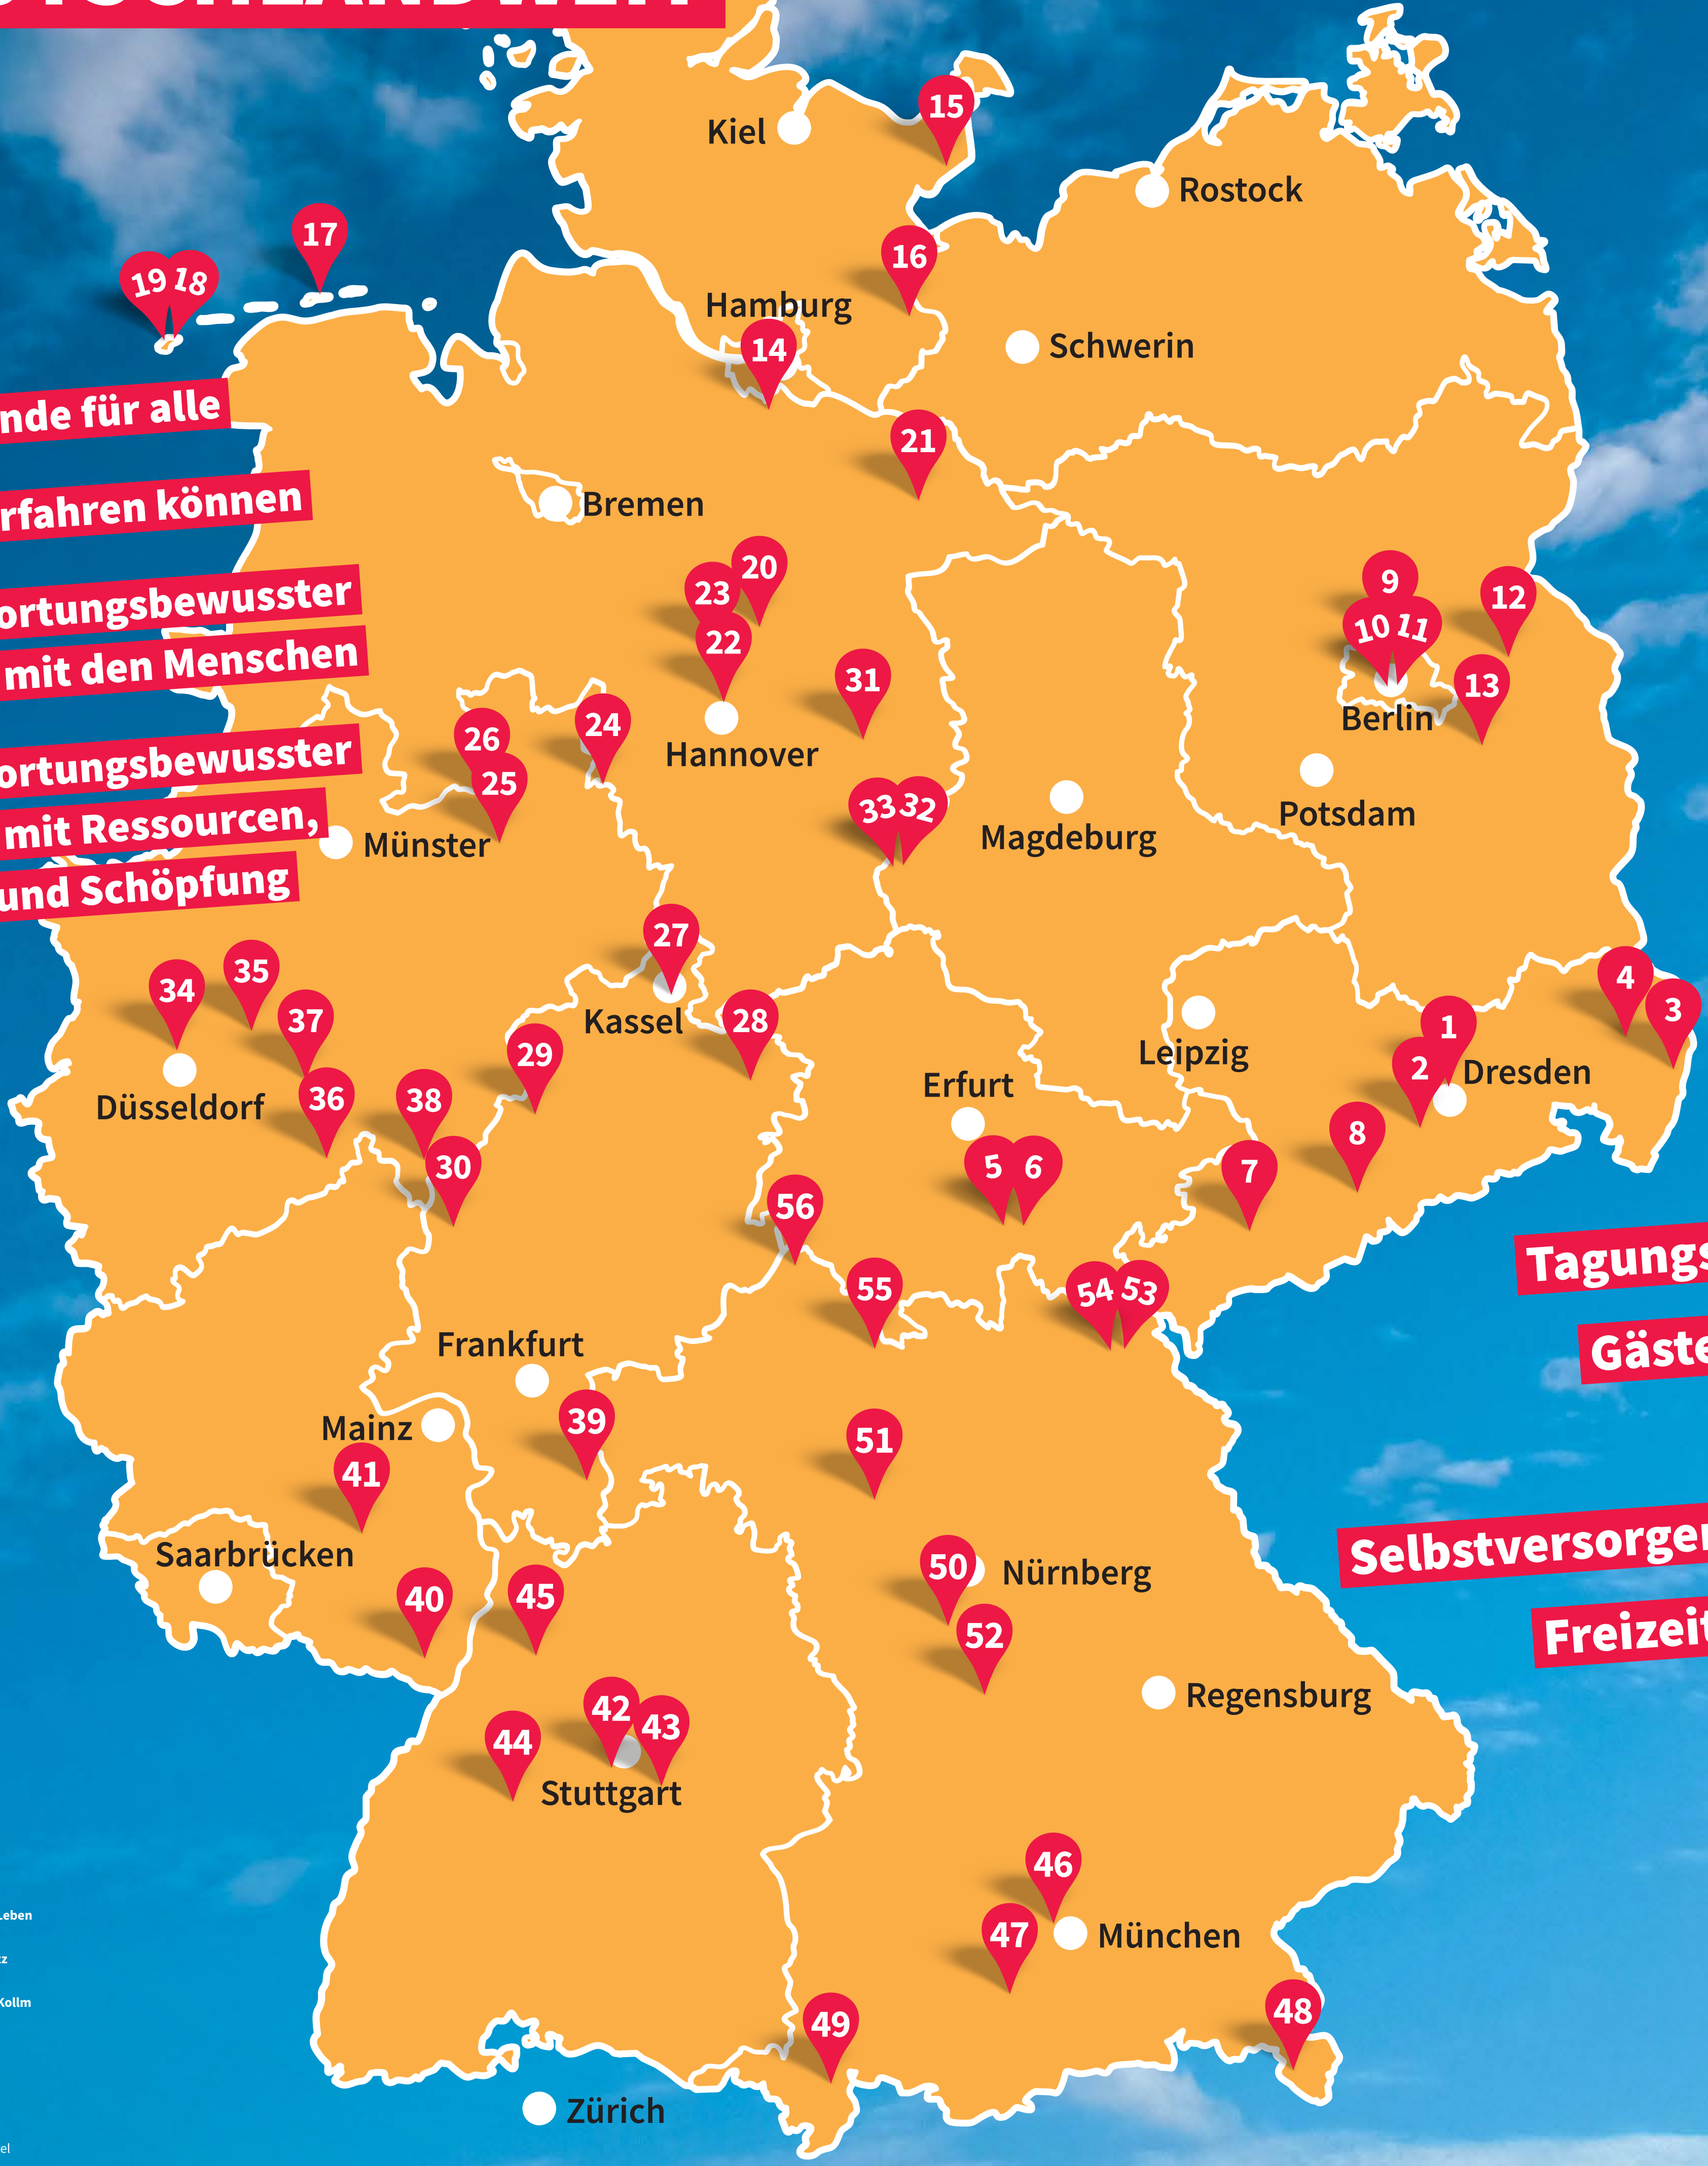 15
Kiel
Rostock
17
16
19 18
Hamburg
14
Schwerin
nde für alle
21
rfahren können
Bremen
20
23
9
12
ortungsbewusster
10 11
22
mit den Menschen
31
13
24
Berlin
26
Hannover
ortungsbewusster
25
Potsdam
33 32
mit Ressourcen,
Münster
Magdeburg
und Schöpfung
27
35
4
34
3
37
Kassel
28
1
29
Leipzig
2
Dresden
Erfurt
36
38
Düsseldorf
8
30
5
6
7
56
Tagungs
55
54 53
Frankfurt
Gäste
39
Mainz
51
41
Selbstversorger
Saarbrücken
50
Nürnberg
40
45
52
Freizeit
Regensburg
42
43
44
Stuttgart
46
Leben
47
München
tz
Kollm
48
49
Zürich
el